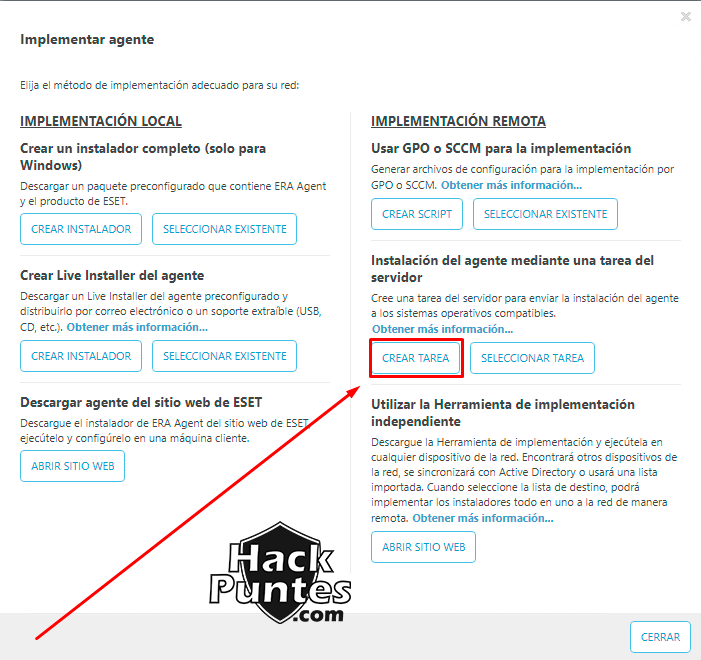 ×
Implementar agente
Elija el método de implementación adecuado para su red:
IMPLEMENTACIÓN LOCAL
Crear un instalador completo (solo para
Windows)
Descargar un paquete preconfigurado que contiene ERA Agent
y el producto de ESET.
CREAR INSTALADOR
SELECCIONAR EXISTENTE
Crear Live Installer del agente
Descargar un Live Installer del agente preconfigurado y
distribuirlo por correo electrónico o un soporte extraíble (USB,
CD, etc.). Obtener más información...
CREAR INSTALADOR
SELECCIONAR EXISTENTE
Descargar agente del sitio web de ESET
Descargue el instalador de ERA Agent del sitio web de ESET,
ejecútelo y configúrelo en una máquina cliente.
ABRIR SITIO WEB
IMPLEMENTACIÓN REMOTA
Usar GPO o SCCM para la implementación
Generar archivos de configuración para la implementación por
GPO o SCCM. Obtener más información...
CREAR SCRIPT
SELECCIONAR EXISTENTE
Instalación del agente mediante una tarea del
servidor
Cree una tarea del servidor para enviar la instalación del agente
a los sistemas operativos compatibles.
Obtener más información...
CREAR TAREA
SELECCIONAR TAREA
Utilizar la Herramienta de implementación
independiente
Descargue la Herramienta de implementación y ejecútela en
cualquier dispositivo de la red. Encontrará otros dispositivos de
la red, se sincronizará con Active Directory o usará una lista
importada. Cuando seleccione la lista de destino, podrá
implementar los instaladores todo en uno a la red de manera
remota. Obtener más información...
ABRIR SITIO WEB
Hack
Puntes
.com
CERRAR